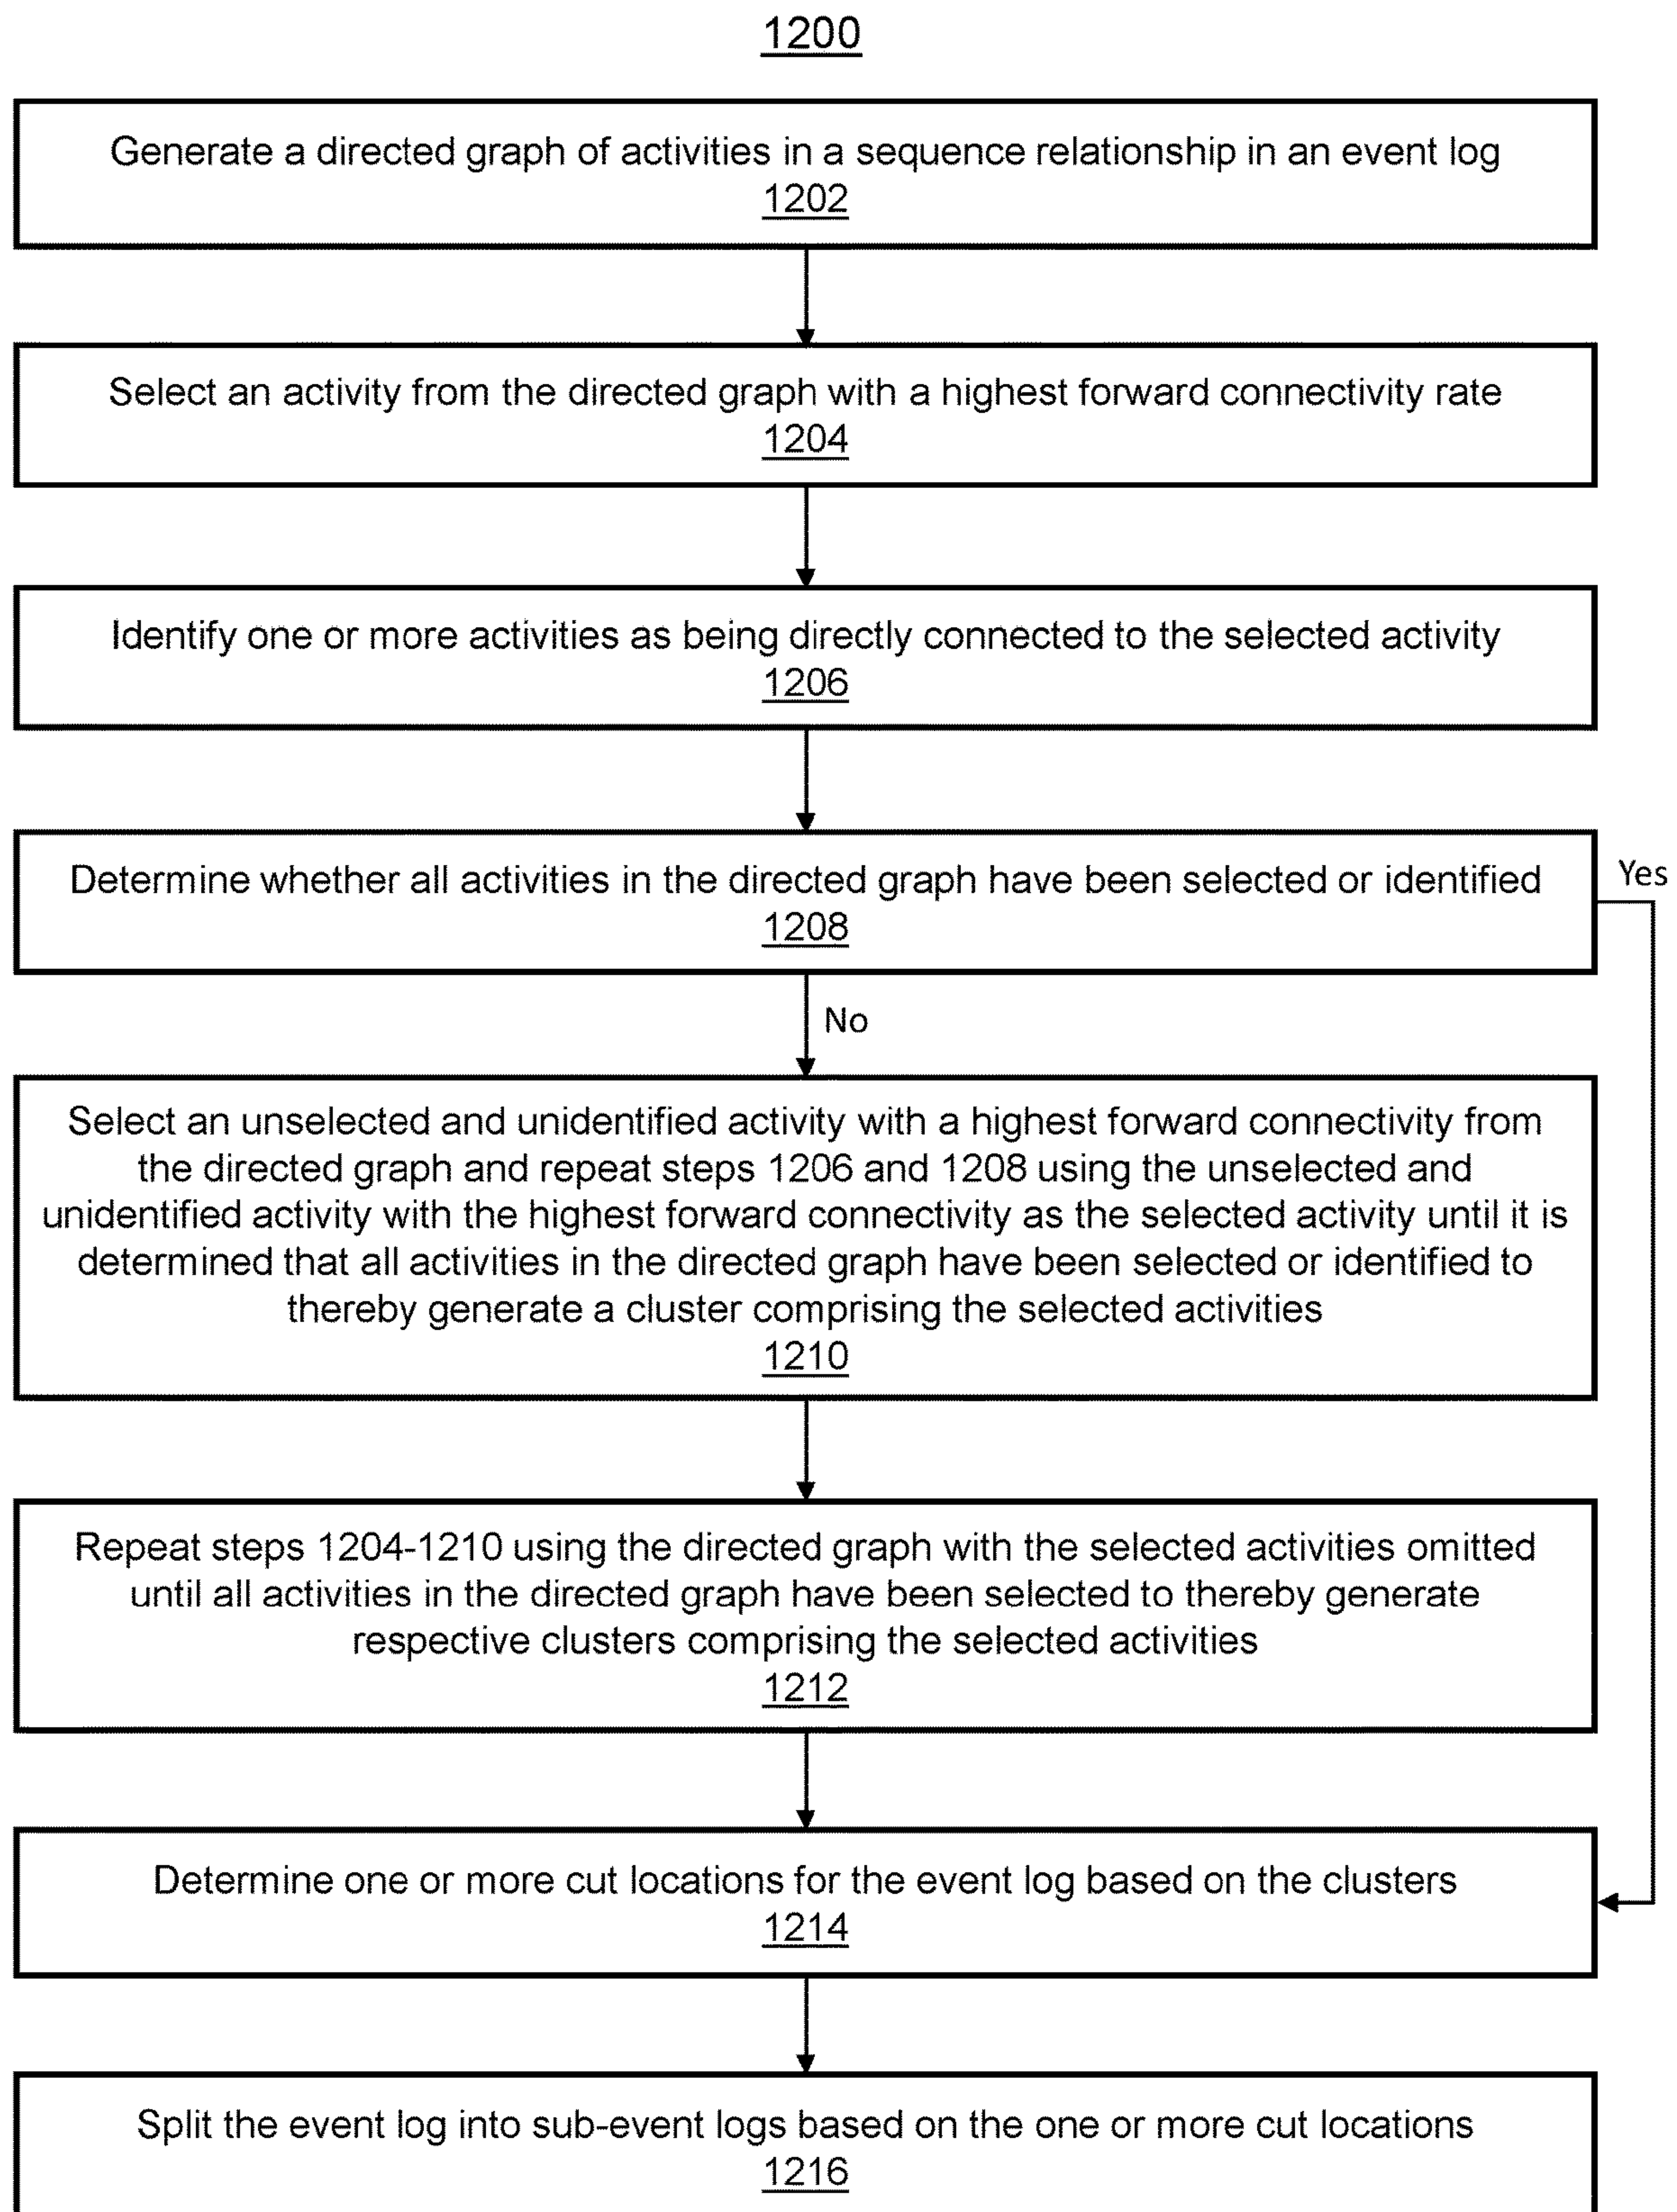 1200
Generate a directed graph of activities in a sequence relationship in an event log
1202
Select an activity from the directed graph with a highest forward connectivity rate
1204
Identify one or more activities as being directly connected to the selected activity
1206
Determine whether all activities in the directed graph have been selected or identified
1208
Yes
No
Select an unselected and unidentified activity with a highest forward connectivity from
the directed graph and repeat steps 1206 and 1208 using the unselected and
unidentified activity with the highest forward connectivity as the selected activity until it is
determined that all activities in the directed graph have been selected or identified to
thereby generate a cluster comprising the selected activities
1210
Repeat steps 1204-1210 using the directed graph with the selected activities omitted
until all activities in the directed graph have been selected to thereby generate
respective clusters comprising the selected activities
1212
Determine one or more cut locations for the event log based on the clusters
1214
Split the event log into sub-event logs based on the one or more cut locations
1216